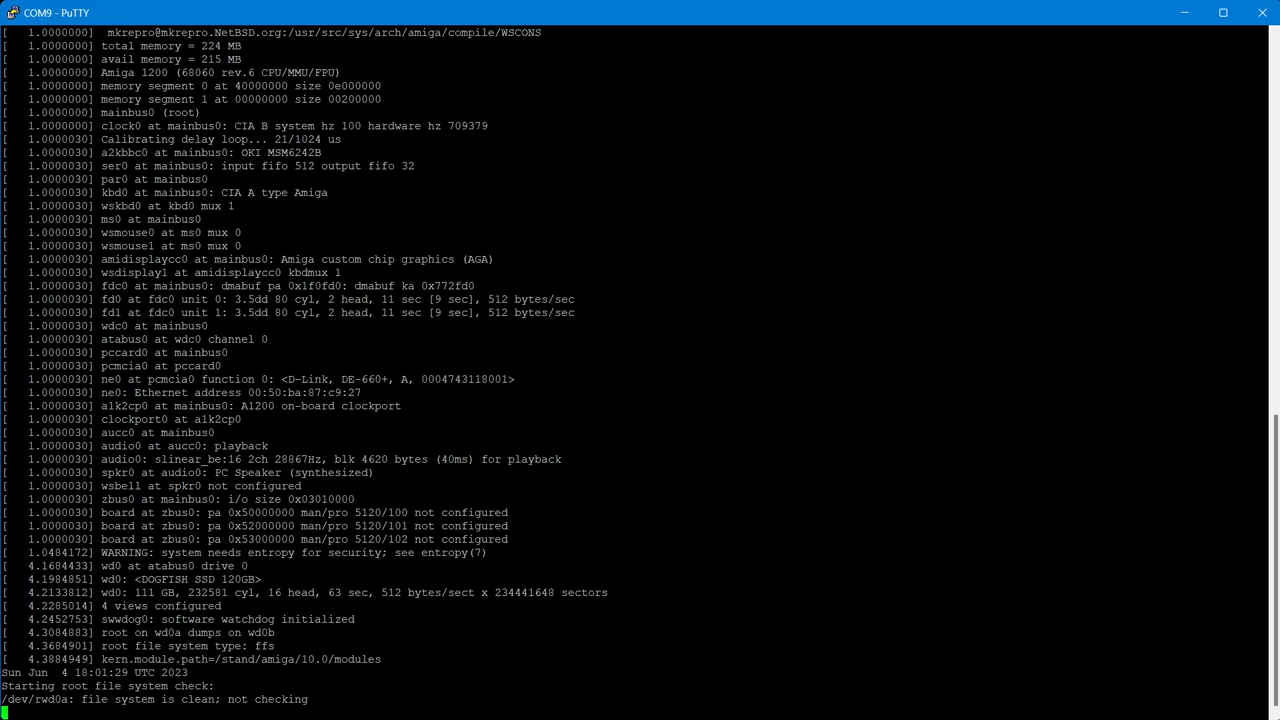 COM9 - PuTTY
[   1.0000000]  mkrepro@mkrepro.NetBSD.org:/usr/src/sys/arch/amiga/compile/WSCONS
[   1.0000000] total memory = 224 MB
[   1.0000000] avail memory = 215 MB
[   1.0000000] Amiga 1200 (68060 rev.6 CPU/MMU/FPU)
[   1.0000000] memory segment 0 at 40000000 size 0e000000
[   1.0000000] memory segment 1 at 00000000 size 00200000
[   1.0000000] mainbus0 (root)
[   1.0000000] clock0 at mainbus0: CIA B system hz 100 hardware hz 709379
[   1.0000030] Calibrating delay loop... 21/1024 us
[   1.0000030] a2kbbc0 at mainbus0: OKI MSM6242B
[   1.0000030] ser0 at mainbus0: input fifo 512 output fifo 32
[   1.0000030] par0 at mainbus0
[   1.0000030] kbd0 at mainbus0: CIA A type Amiga
[   1.0000030] wskbd0 at kbd0 mux 1
[   1.0000030] ms0 at mainbus0
[   1.0000030] wsmouse0 at ms0 mux 0
[   1.0000030] wsmouse1 at ms0 mux 0
[   1.0000030] amidisplaycc0 at mainbus0: Amiga custom chip graphics (AGA)
[   1.0000030] wsdisplay1 at amidisplaycc0 kbdmux 1
[   1.0000030] fdc0 at mainbus0: dmabuf pa 0x1f0fd0: dmabuf ka 0x772fd0
[   1.0000030] fd0 at fdc0 unit 0: 3.5dd 80 cyl, 2 head, 11 sec [9 sec], 512 bytes/sec
[   1.0000030] fd1 at fdc0 unit 1: 3.5dd 80 cyl, 2 head, 11 sec [9 sec], 512 bytes/sec
[   1.0000030] wdc0 at mainbus0
[   1.0000030] atabus0 at wdc0 channel 0
[   1.0000030] pccard0 at mainbus0
[   1.0000030] pcmcia0 at pccard0
[   1.0000030] ne0 at pcmcia0 function 0: <D-Link, DE-660+, A, 0004743118001>
[   1.0000030] ne0: Ethernet address 00:50:ba:87:c9:27
[   1.0000030] a1k2cp0 at mainbus0: A1200 on-board clockport
[   1.0000030] clockport0 at a1k2cp0
[   1.0000030] aucc0 at mainbus0
[   1.0000030] audio0 at aucc0: playback
[   1.0000030] audio0: slinear_be:16 2ch 28867Hz, blk 4620 bytes (40ms) for playback
[   1.0000030] spkr0 at audio0: PC Speaker (synthesized)
[   1.0000030] wsbell at spkr0 not configured
[   1.0000030] zbus0 at mainbus0: i/o size 0x03010000
[   1.0000030] board at zbus0: pa 0x50000000 man/pro 5120/100 not configured
[   1.0000030] board at zbus0: pa 0x52000000 man/pro 5120/101 not configured
[   1.0000030] board at zbus0: pa 0x53000000 man/pro 5120/102 not configured
[   1.0484172] WARNING: system needs entropy for security; see entropy(7)
[   4.1684433] wd0 at atabus0 drive 0
[   4.1984851] wd0: <DOGFISH SSD 120GB>
[   4.2133812] wd0: 111 GB, 232581 cyl, 16 head, 63 sec, 512 bytes/sect x 234441648 sectors
[   4.2285014] 4 views configured
[   4.2452753] swwdog0: software watchdog initialized
[   4.3084883] root on wd0a dumps on wd0b
[   4.3684901] root file system type: ffs
[   4.3884949] kern.module.path=/stand/amiga/10.0/modules
Sun Jun  4 18:01:29 UTC 2023
Starting root file system check:
/dev/rwd0a: file system is clean; not checking